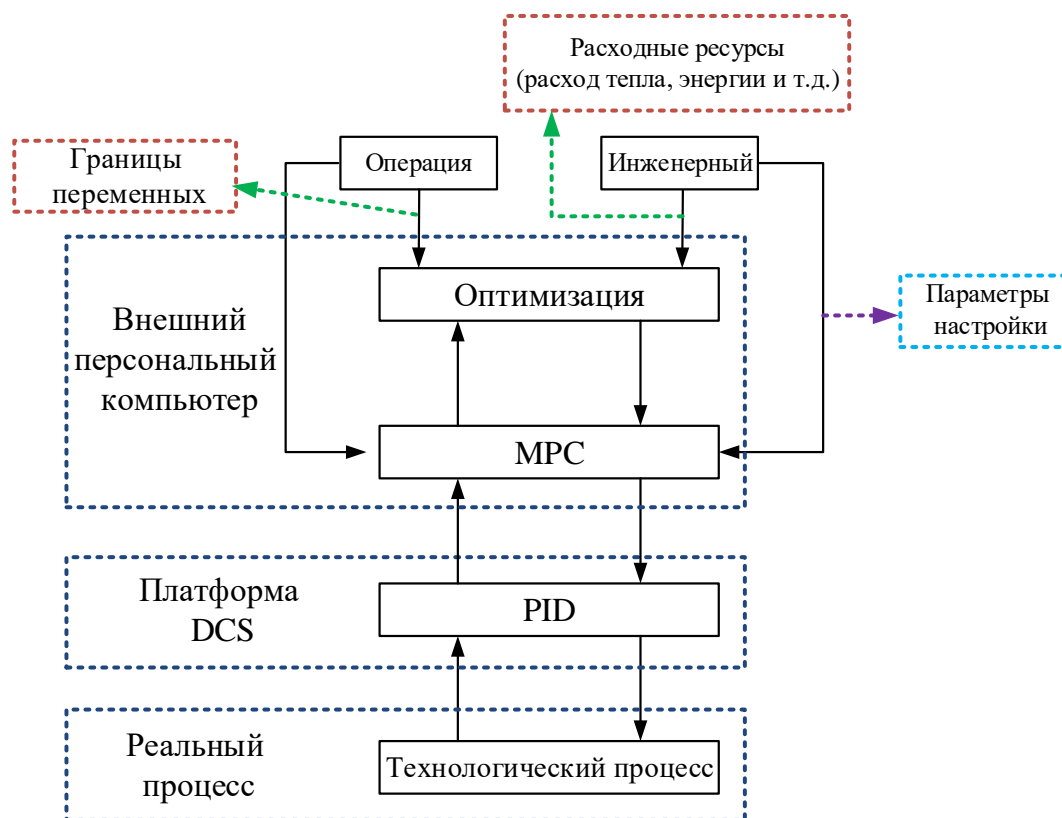 Расходные ресурсы
(расход тепла, энергии и т.д.)
Границы
переменных
Операция
Инженерный
Оптимизация
Параметры
настройки
Внешний
персональный
компьютер
MPC
Платформа
DCS
PID
Реальный
процесс
Технологический процесс